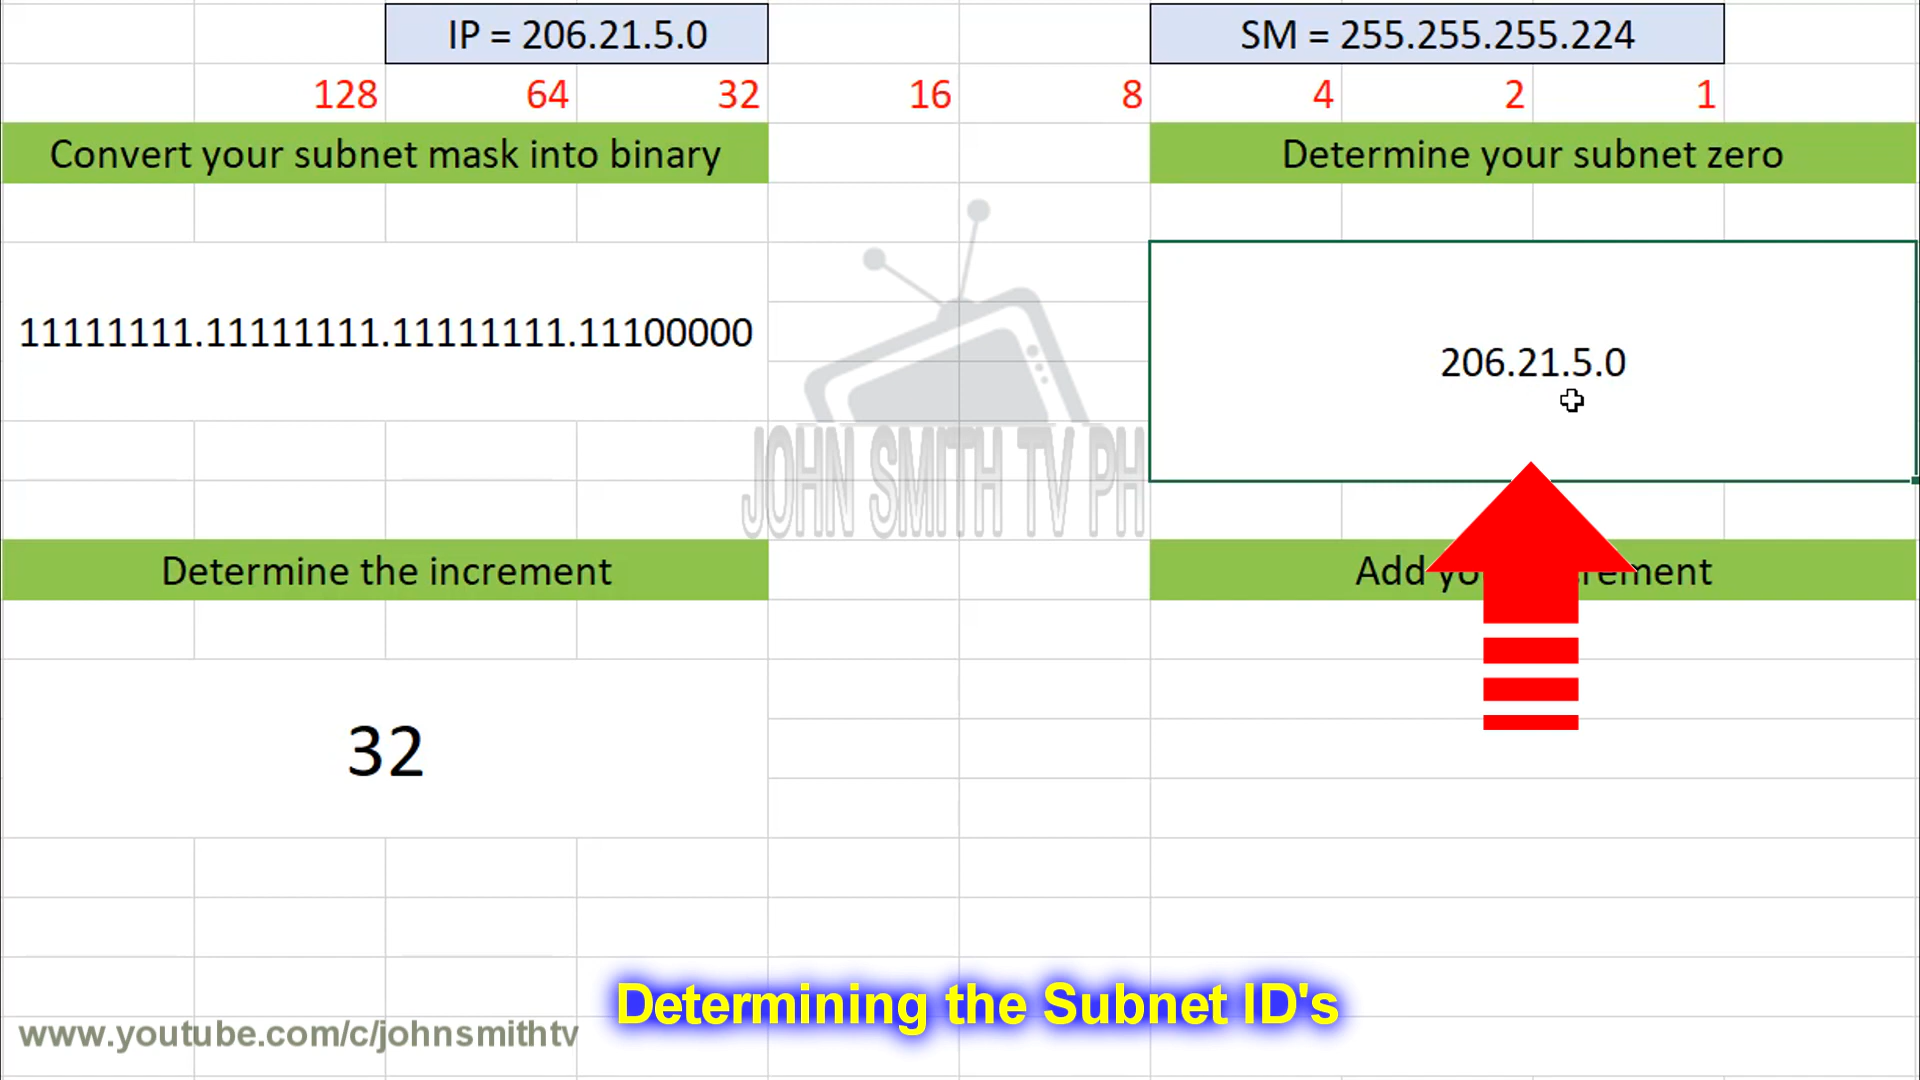 IP = 206.21.5.0
SM = 255.255.255.224
128 64 32 16 8 4 2 1
Convert your subnet mask into binary
Determine your subnet zero
11111111.11111111.11111111.11100000
206.21.5.0
JOHN SMITH TV PH
Determine the increment
Add
32
Determining the Subnet ID's
www.youtube.com/c/johnsmithtv